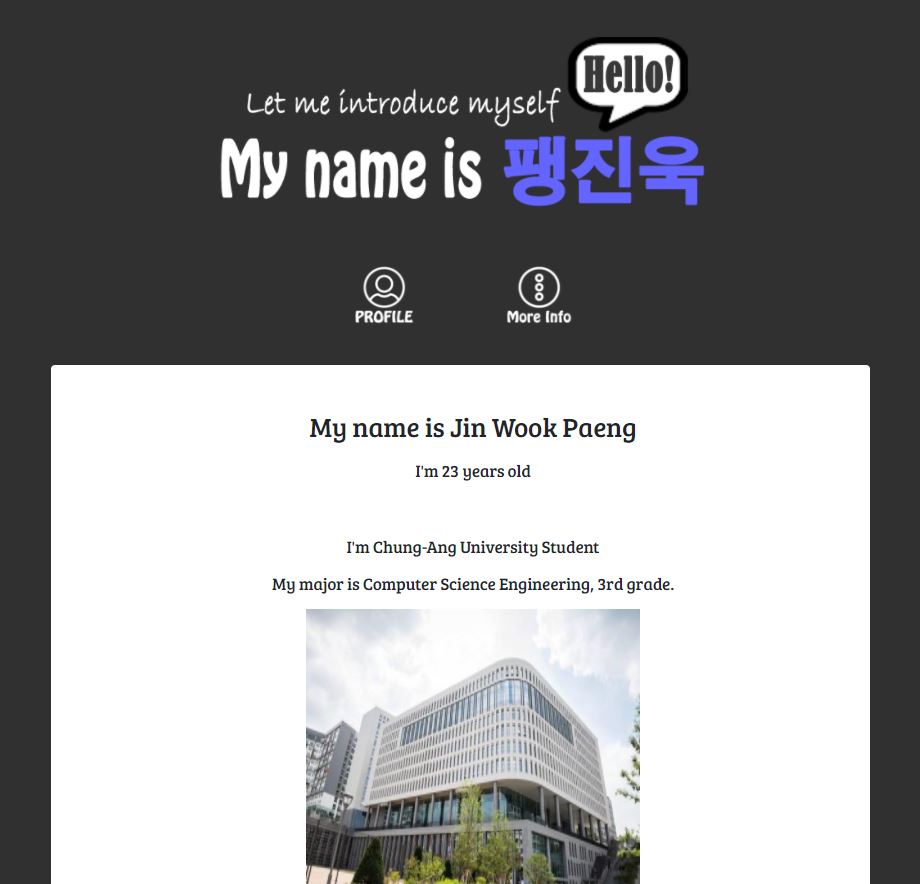 Hello!
Let me introduce myself
My name is 팽진욱
PROFILE
More Info
My name is Jin Wook Paeng
I'm 23 years old
I'm Chung-Ang University Student
My major is Computer Science Engineering, 3rd grade.